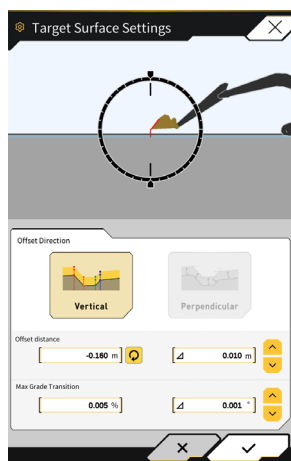 Target Surface Settings
Offset Direction
Vertical
Perpendicular
Offset distance
-0.160 m
0.010 m
Max Grade Transition
0.005 %
0.001 °